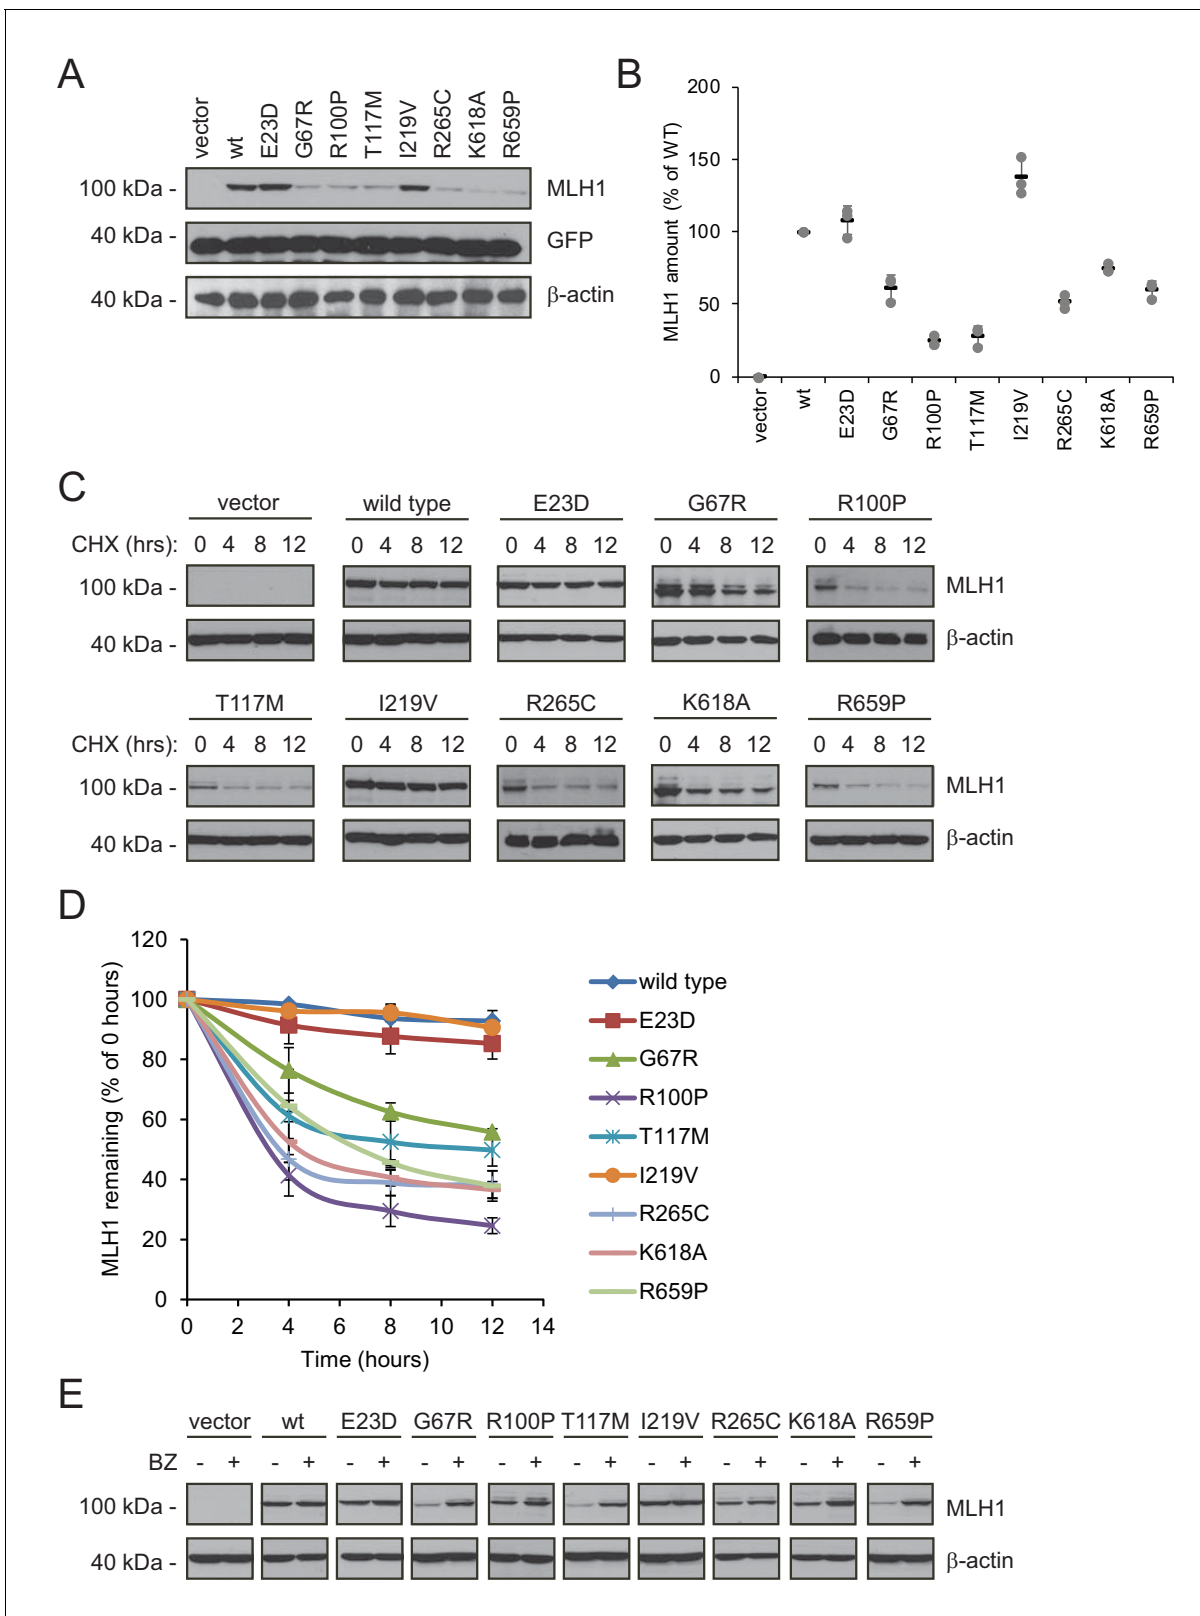 A
vector wt E23D G67R R100P T117M I219V R265C K618A R659P
100 kDa - MLH1
40 kDa - GFP
40 kDa - β-actin
B
MLH1 amount (% of WT)
200
150
100
50
0
vector wt E23D G67R R100P T117M I219V R265C K618A R659P
C
vector wild type E23D G67R R100P
CHX (hrs): 0 4 8 12 0 4 8 12 0 4 8 12 0 4 8 12 0 4 8 12
100 kDa - MLH1
40 kDa - β-actin
T117M I219V R265C K618A R659P
CHX (hrs): 0 4 8 12 0 4 8 12 0 4 8 12 0 4 8 12 0 4 8 12
100 kDa - MLH1
40 kDa - β-actin
D
MLH1 remaining (% of 0 hours)
120
100
80
60
40
20
0
0 2 4 6 8 10 12 14
Time (hours)
wild type
E23D
G67R
R100P
T117M
I219V
R265C
K618A
R659P
E
vector wt E23D G67R R100P T117M I219V R265C K618A R659P
BZ - + - + - + - + - + - + - + - + - + - +
100 kDa - MLH1
40 kDa - β-actin